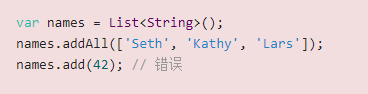 var names = List<String>();
names.addAll(['Seth', 'Kathy', 'Lars']);
names.add(42); // 错误